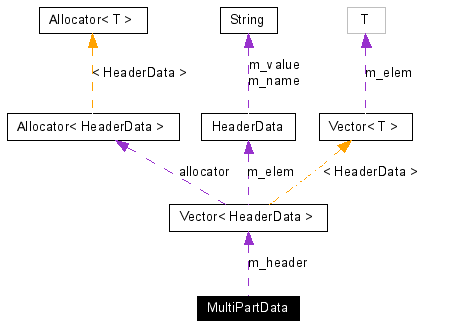 Allocator< T >
String
T
m_value
< HeaderData >
m_elem
m_name
Allocator< HeaderData >
HeaderData
Vector< T >
allocator
m_elem
< HeaderData >
Vector< HeaderData >
m_header
MultiPartData